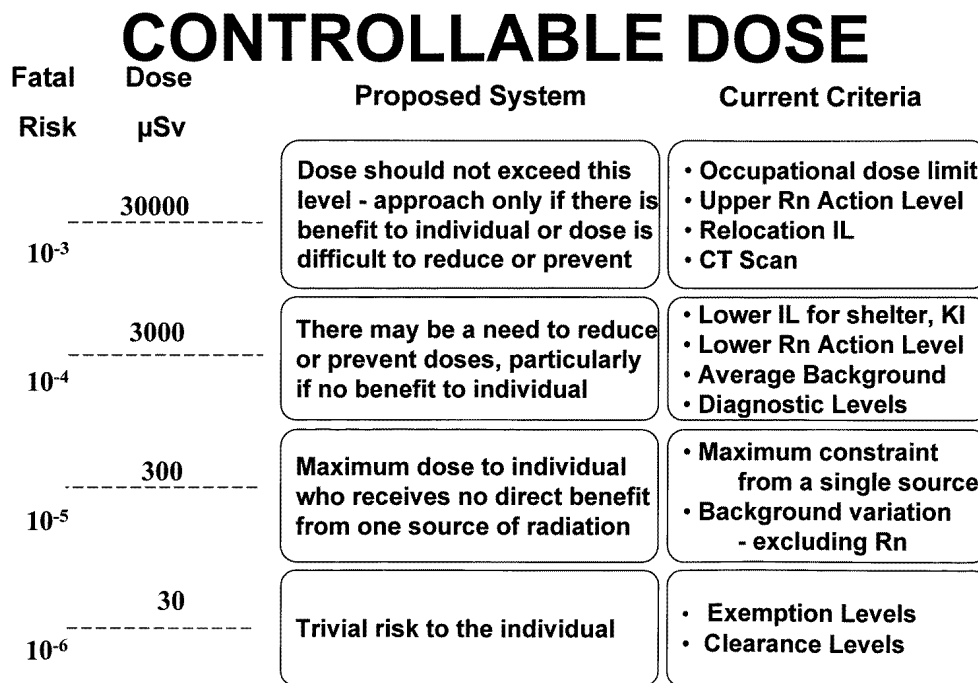 CONTROLLABLE DOSE
Fatal Dose
Risk μSv
Proposed System
Current Criteria
30000
10-3
Dose should not exceed this
level - approach only if there is
benefit to individual or dose is
difficult to reduce or prevent
• Occupational dose limit
• Upper Rn Action Level
• Relocation IL
• CT Scan
3000
10-4
There may be a need to reduce
or prevent doses, particularly
if no benefit to individual
• Lower IL for shelter, KI
• Lower Rn Action Level
• Average Background
• Diagnostic Levels
300
10-5
Maximum dose to individual
who receives no direct benefit
from one source of radiation
• Maximum constraint
from a single source
• Background variation
- excluding Rn
30
10-6
Trivial risk to the individual
• Exemption Levels
• Clearance Levels